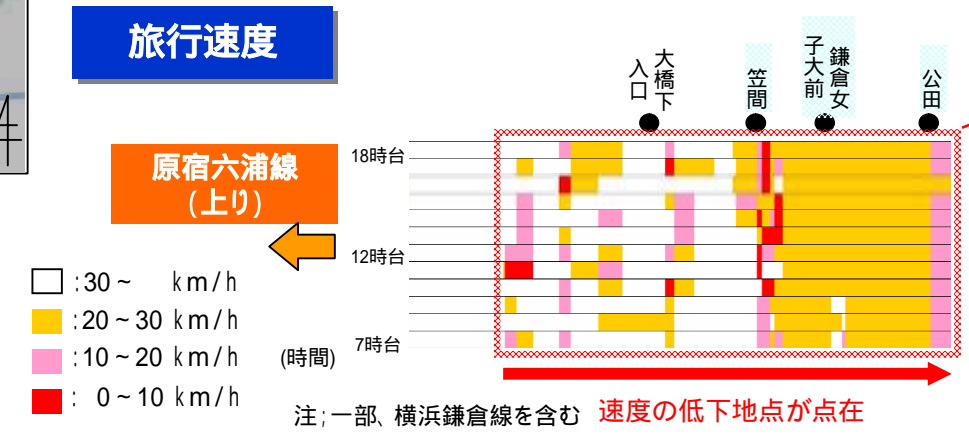 旅行速度
大橋下
入口
笠間
鎌倉女
子大前
公田
原宿六浦線
(上り)
18時台
12時台
7時台
(時間)
:30~ km/h
:20~30 km/h
:10~20 km/h
: 0~10 km/h
注;一部、横浜鎌倉線を含む
速度の低下地点が点在